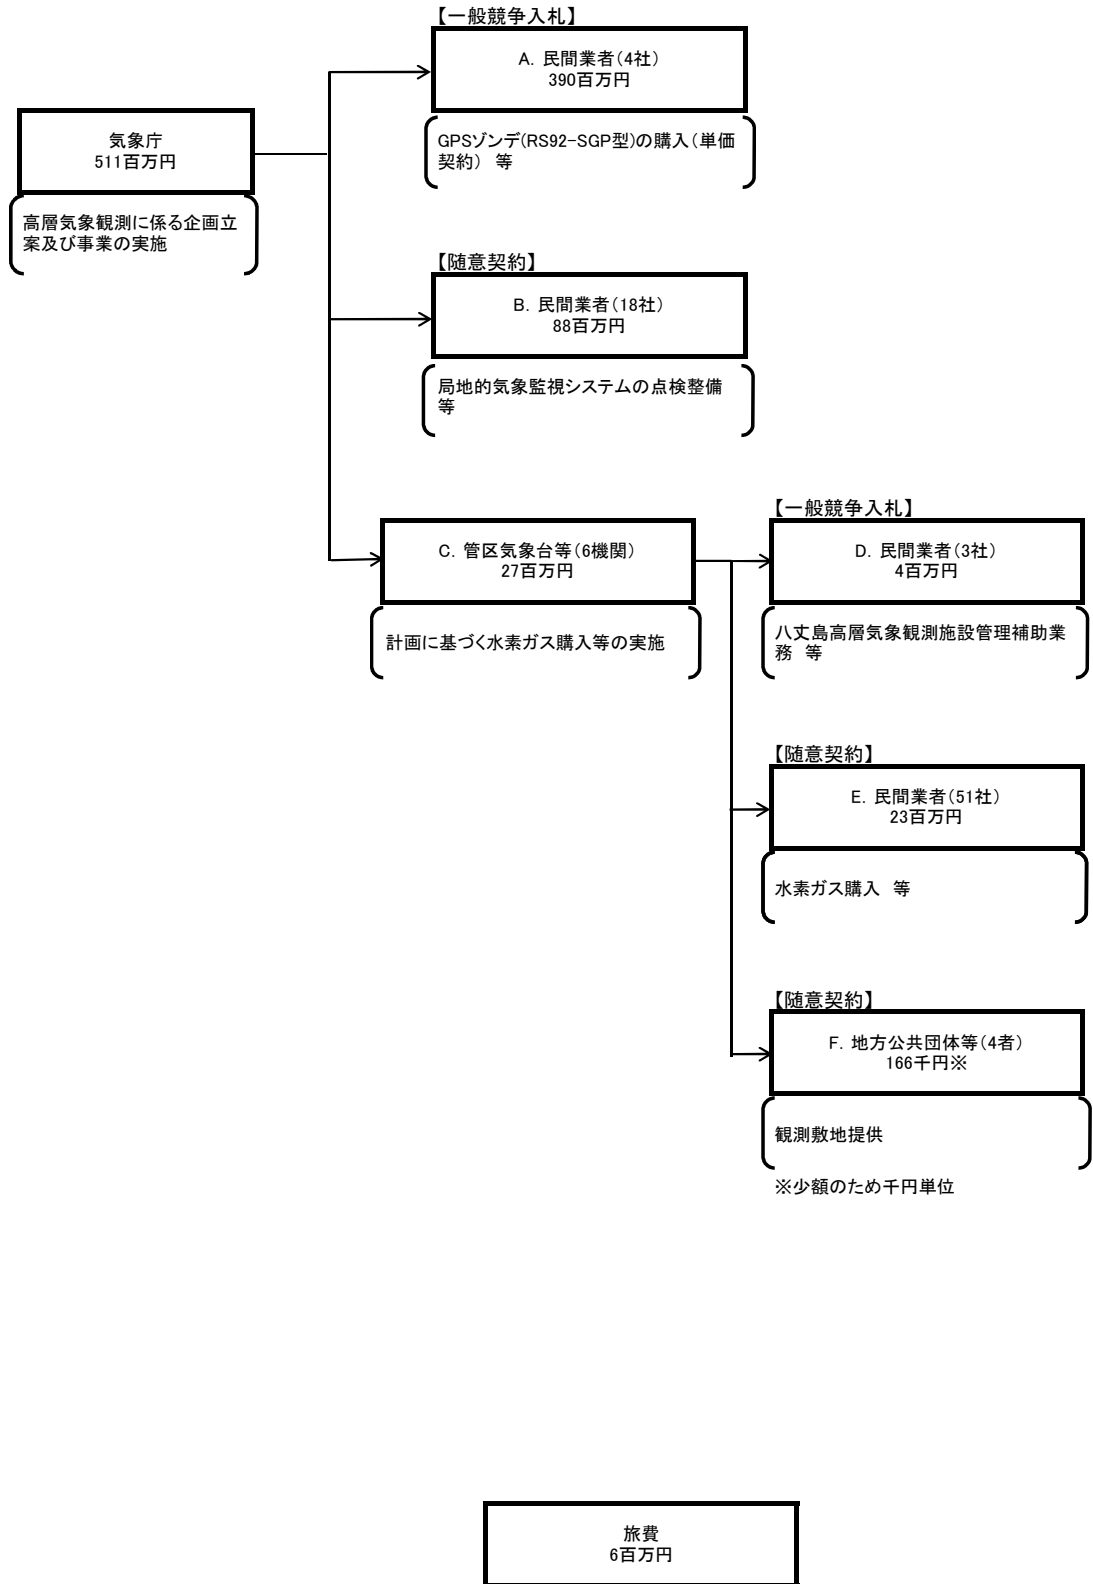 【一般競争入札】
A．民間業者（4社）
390百万円
GPSゾンデ(RS92-SGP型)の購入（単価
契約）　等
気象庁
511百万円
高層気象観測に係る企画立
案及び事業の実施
【随意契約】
B．民間業者（18社）
88百万円
局地的気象監視システムの点検整備
等
C．管区気象台等（6機関）
27百万円
計画に基づく水素ガス購入等の実施
【一般競争入札】
D．民間業者（3社）
4百万円
八丈島高層気象観測施設管理補助業
務　等
【随意契約】
E．民間業者（51社）
23百万円
水素ガス購入　等
【随意契約】
F．地方公共団体等（4者）
166千円※
観測敷地提供
※少額のため千円単位
旅費
6百万円